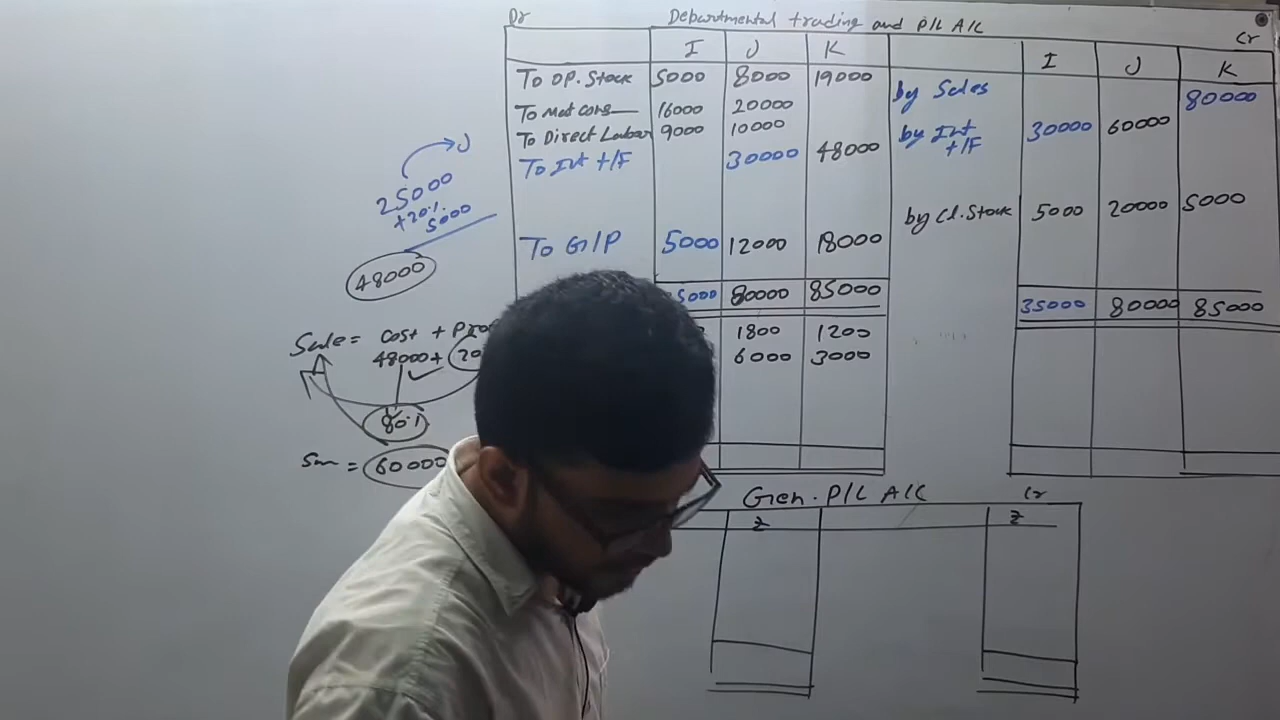 Dr Departmental trading and P/L A/C Cr
I J K I J K
To OP. Stock 5000 8000 19000 by Sales 80000
To mat cons 16000 20000
To Direct Labour 9000 10000 by Int t/F 30000 60000
To Int t/F 30000 48000
by Cl. Stock 5000 20000 5000
To G/P 5000 12000 18000
5000 80000 85000 35000 80000 85000
1800 1200
6000 3000
J
25000
+20%
5000
48000
Sale = Cost +
48000+ 20
80%
= 60000
Gen. P/L A/C Cr